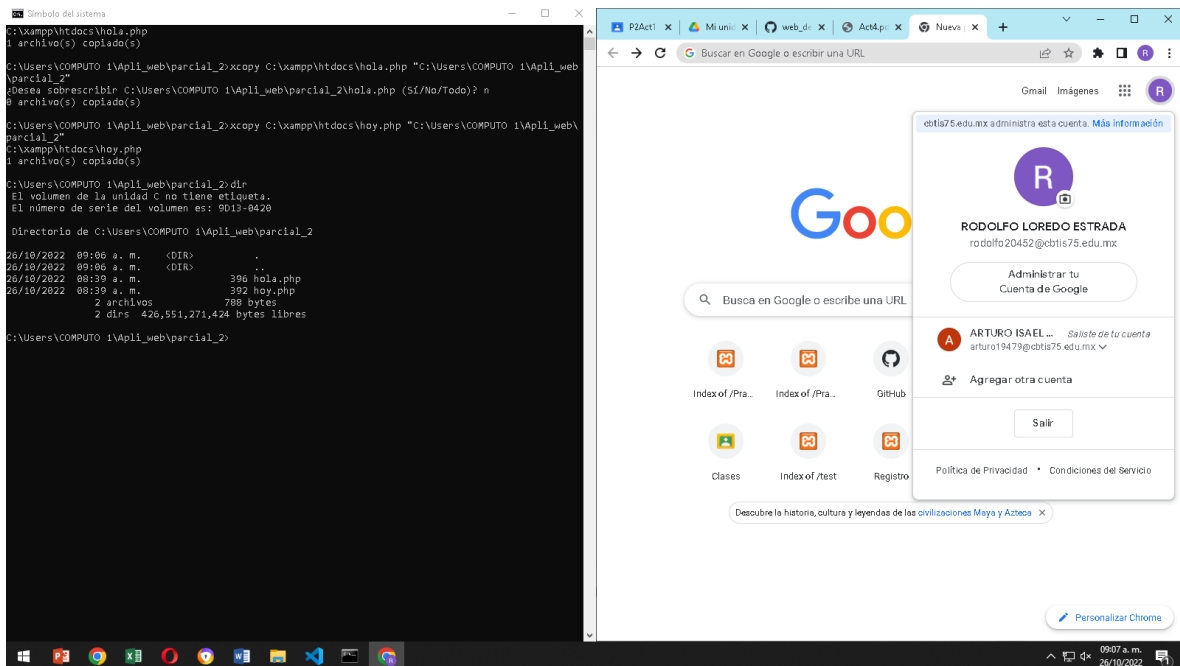 Símbolo del sistema
C:\xampp\htdocs\hola.php
1 archivo(s) copiado(s)
C:\Users\COMPUTO 1\Apli_web\parcial_2>xcopy C:\xampp\htdocs\hola.php "C:\Users\COMPUTO 1\Apli_web
\parcial_2"
¿Desea sobrescribir C:\Users\COMPUTO 1\Apli_web\parcial_2\hola.php (Sí/No/Todo)? n
0 archivo(s) copiado(s)
C:\Users\COMPUTO 1\Apli_web\parcial_2>xcopy C:\xampp\htdocs\hoy.php "C:\Users\COMPUTO 1\Apli_web\
parcial_2"
C:\xampp\htdocs\hoy.php
1 archivo(s) copiado(s)
C:\Users\COMPUTO 1\Apli_web\parcial_2>dir
El volumen de la unidad C no tiene etiqueta.
El número de serie del volumen es: 9D13-0420
Directorio de C:\Users\COMPUTO 1\Apli_web\parcial_2
26/10/2022 09:06 a. m. <DIR> .
26/10/2022 09:06 a. m. <DIR> ..
26/10/2022 08:39 a. m. 396 hola.php
26/10/2022 08:39 a. m. 392 hoy.php
2 archivos 788 bytes
2 dirs 426,551,271,424 bytes libres
C:\Users\COMPUTO 1\Apli_web\parcial_2>
P2Act1
Mi unid
web_de
Act4.pd
Nueva p
Buscar en Google o escribir una URL
R
Gmail Imágenes
R
cbtis75.edu.mx administra esta cuenta. Más información
R
RODOLFO LOREDO ESTRADA
rodolfo20452@cbtis75.edu.mx
Administrar tu
Cuenta de Google
A
ARTURO ISAEL ... Saliste de tu cuenta
arturo19479@cbtis75.edu.mx
Agregar otra cuenta
Salir
Política de Privacidad • Condiciones del Servicio
Goo
Busca en Google o escribe una URL
Index of /Pra...
Index of /Pra...
GitHub
Clases
Index of /test
Registro
Descubre la historia, cultura y leyendas de las civilizaciones Maya y Azteca
Personalizar Chrome
09:07 a. m.
26/10/2022